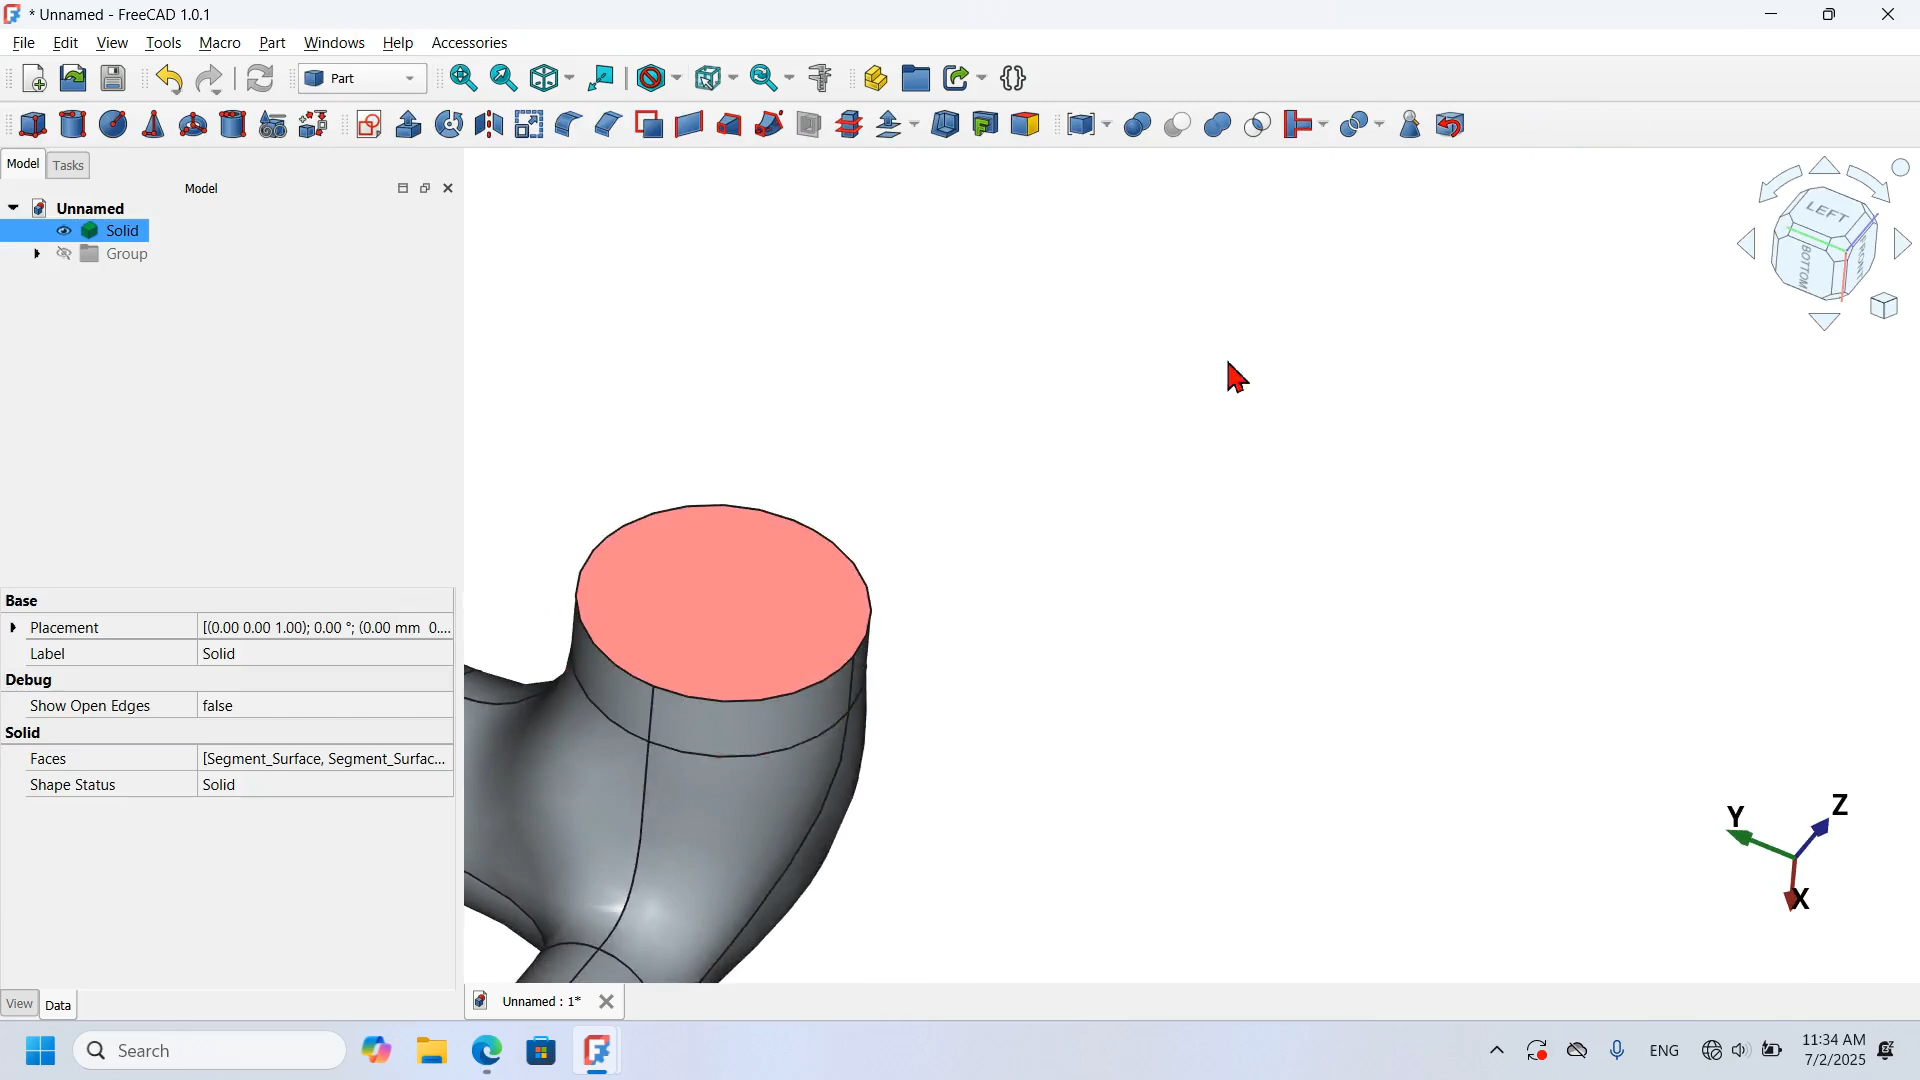 * Unnamed - FreeCAD 1.0.1
File Edit View Tools Macro Part Windows Help Accessories
Part
Model Tasks
Model
Unnamed
Solid
Group
LEFT
BOTTOM
Base
Placement [(0.00 0.00 1.00); 0.00 °; (0.00 mm 0....
Label Solid
Debug
Show Open Edges false
Solid
Faces [Segment_Surface, Segment_Surfac...
Shape Status Solid
Y
Z
X
View Data
Unnamed : 1*
Search
ENG
11:34 AM
7/2/2025